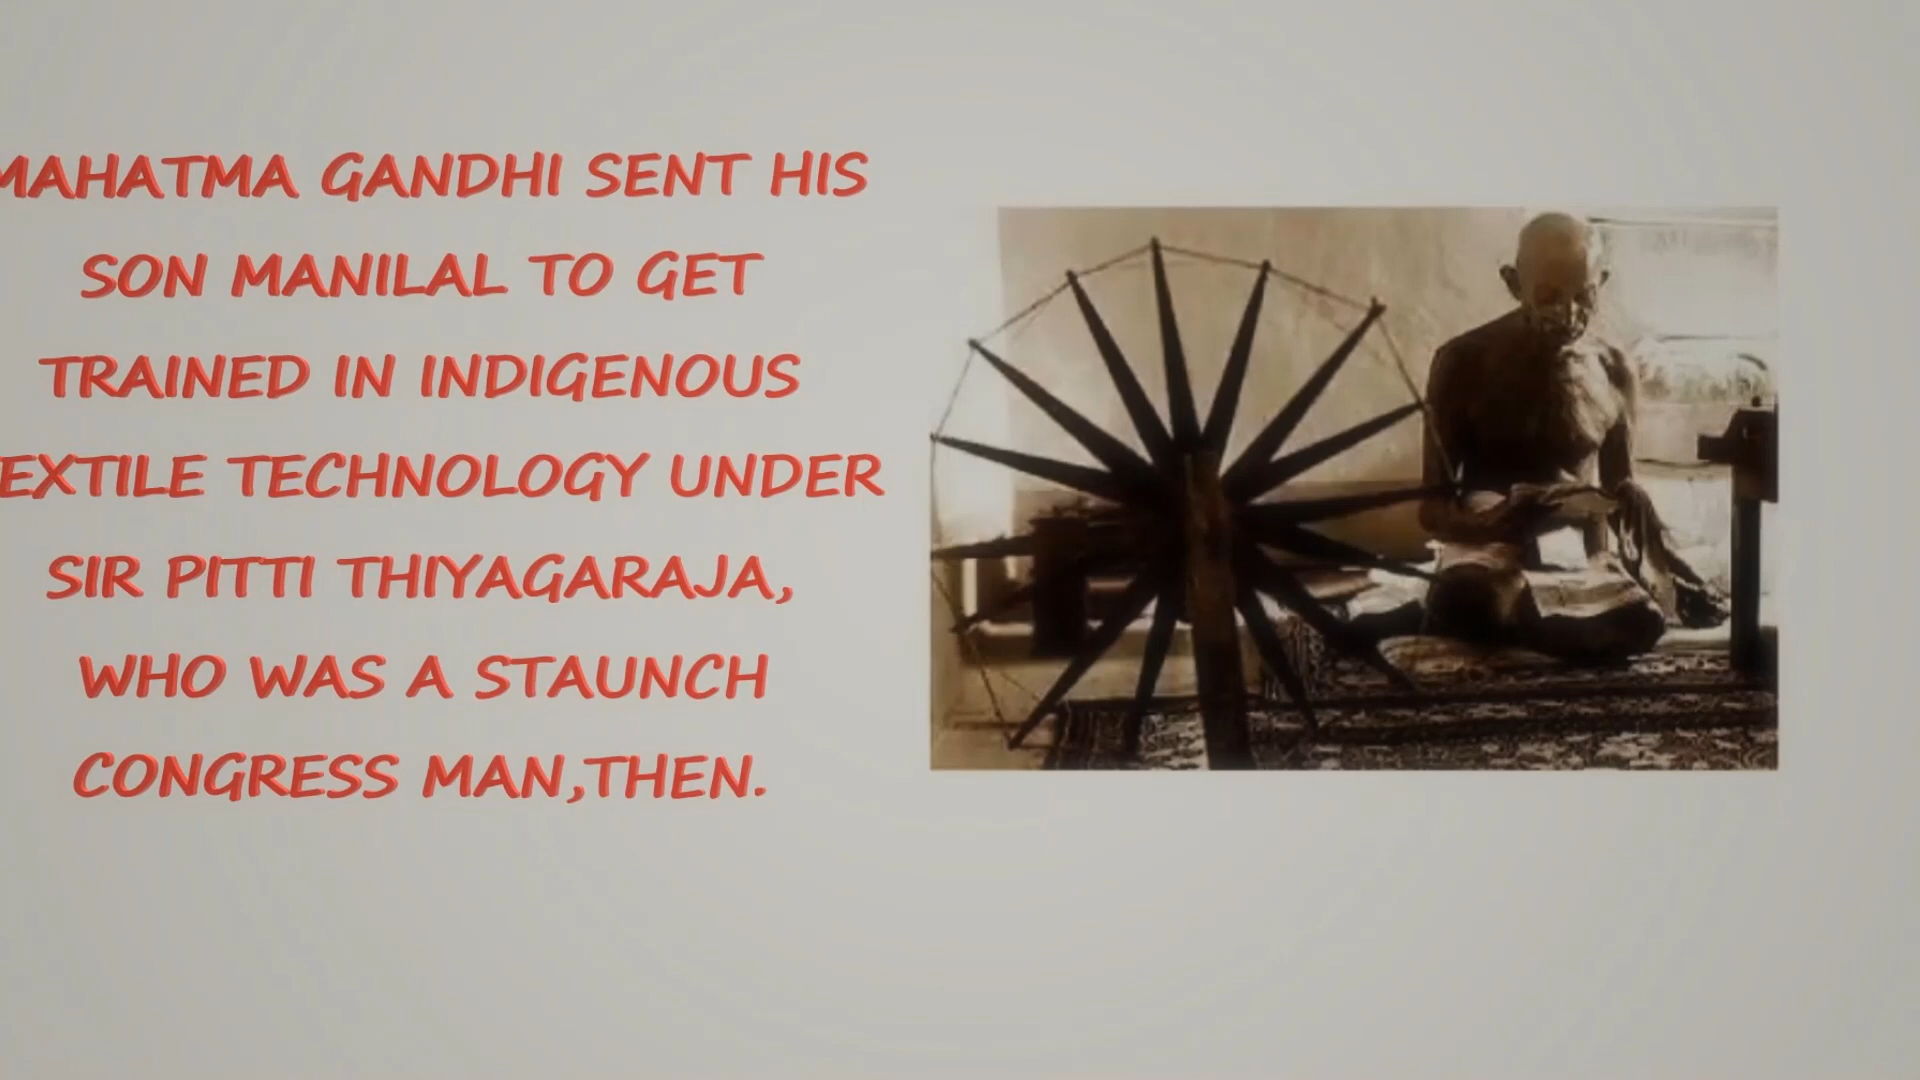 MAHATMA GANDHI SENT HIS
SON MANILAL TO GET
TRAINED IN INDIGENOUS
EXTILE TECHNOLOGY UNDER
SIR PITTI THIYAGARAJA,
WHO WAS A STAUNCH
CONGRESS MAN,THEN.